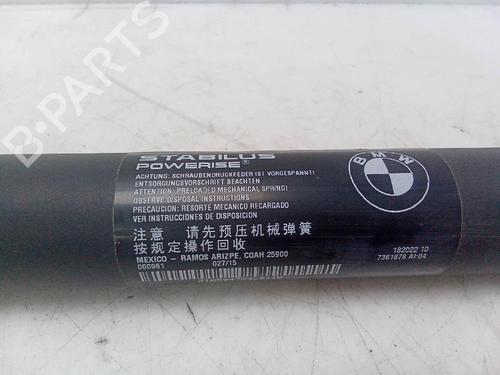 B-PARTS
STABILUS
POWERISE®
ACHTUNG: SCHRAUBENDRUCKFEDER IST VORGESPANNT!
ENTSORGUNGSVORSCHRIFT BEACHTEN
ATTENTION: PRELOADED MECHANICAL SPRING!
OBSERVE DISPOSAL INSTRUCTIONS
PRECAUCION: RESORTE MECANICO RECARGADO
VER INSTRUCCIONES DE DISPOSICION
注意 请先预压机械弹簧
按规定操作回收
MEXICO - RAMOS ARIZPE, COAH 25900
060961 027/15
BMW
182022 10
7361878 AI-04